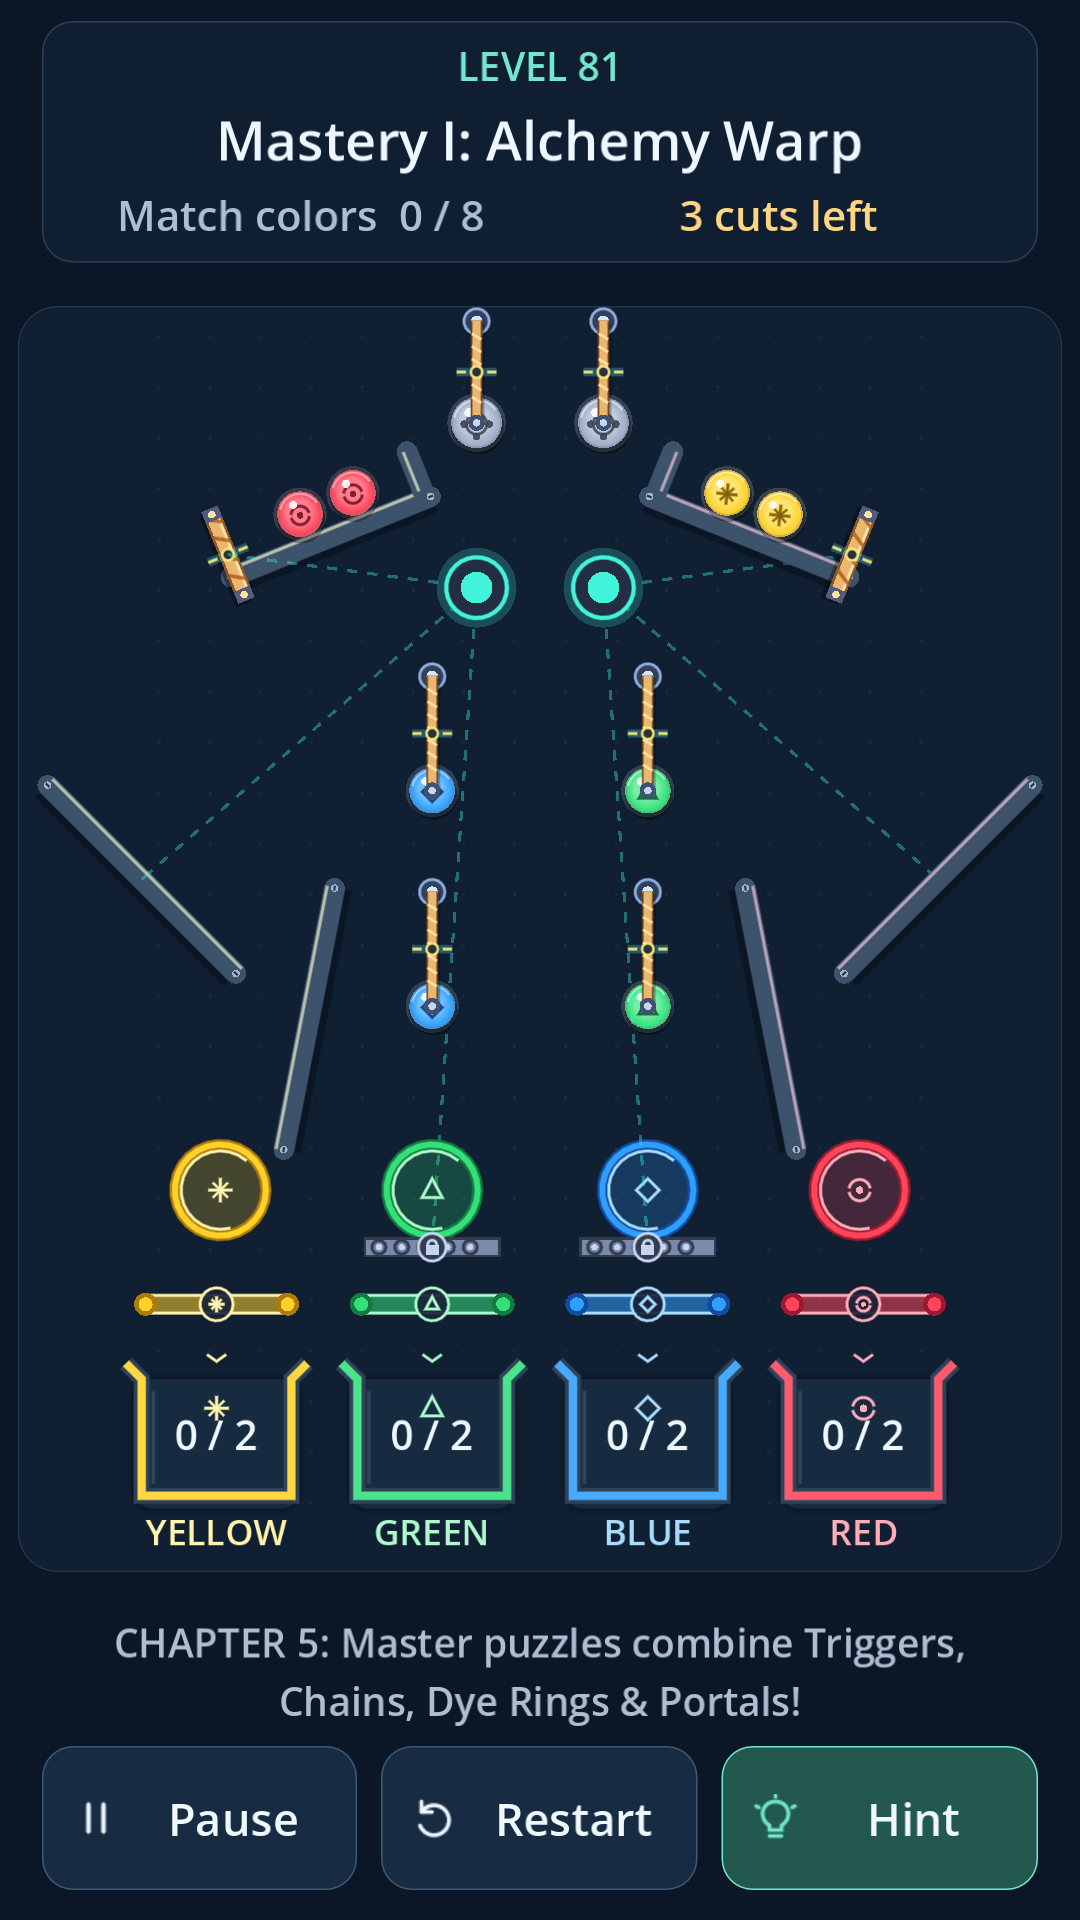 LEVEL 81
Mastery I: Alchemy Warp
Match colors 0 / 8
3 cuts left
0 / 2
0 / 2
0 / 2
0 / 2
YELLOW
GREEN
BLUE
RED
CHAPTER 5: Master puzzles combine Triggers,
Chains, Dye Rings & Portals!
Pause
Restart
Hint